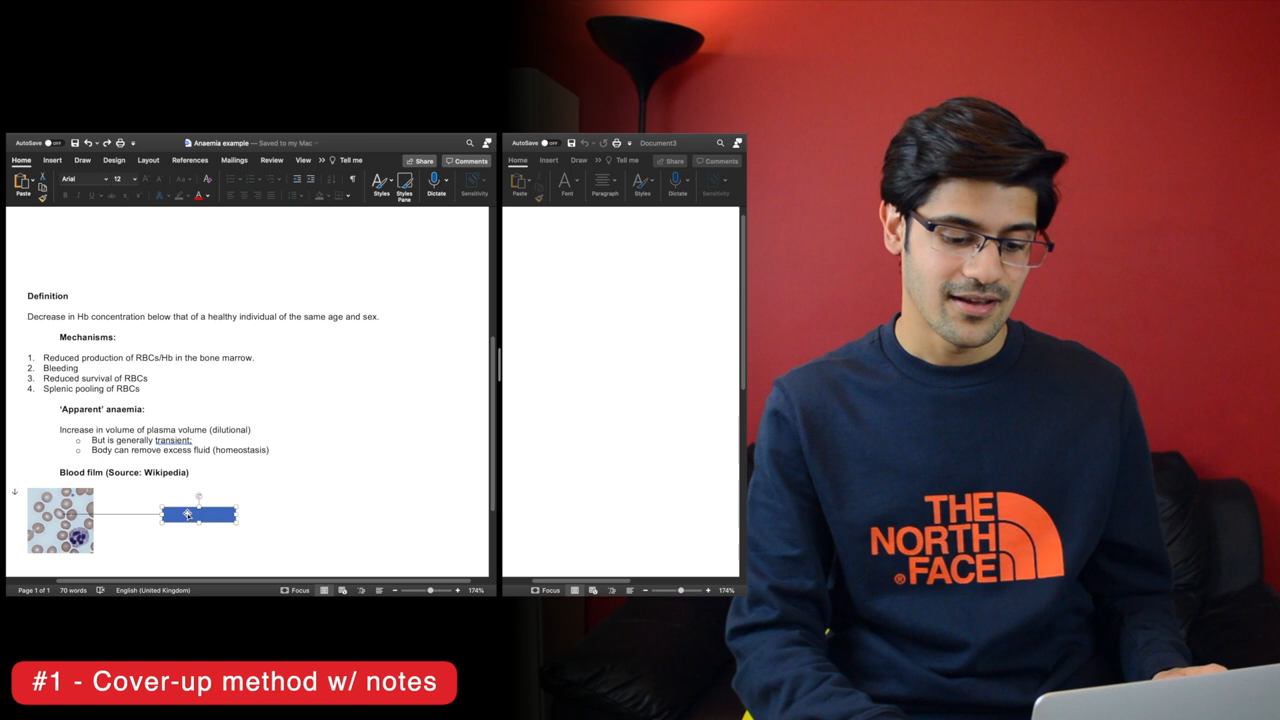 AutoSave OFF Anaemia example — Saved to my Mac
Home Insert Draw Design Layout References Mailings Review View Tell me Share Comments
Arial 12
Paste Styles Styles Pane Dictate Sensitivity
Definition
Decrease in Hb concentration below that of a healthy individual of the same age and sex.
Mechanisms:
1. Reduced production of RBCs/Hb in the bone marrow.
2. Bleeding
3. Reduced survival of RBCs
4. Splenic pooling of RBCs
‘Apparent’ anaemia:
Increase in volume of plasma volume (dilutional)
o But is generally transient;
o Body can remove excess fluid (homeostasis)
Blood film (Source: Wikipedia)
Page 1 of 1 70 words English (United Kingdom) Focus 174%
AutoSave OFF Document3
Home Insert Draw Tell me Share Comments
Paste Font Paragraph Styles Dictate Sensitivity
Focus 174%
THE
NORTH
FACE
#1 - Cover-up method w/ notes